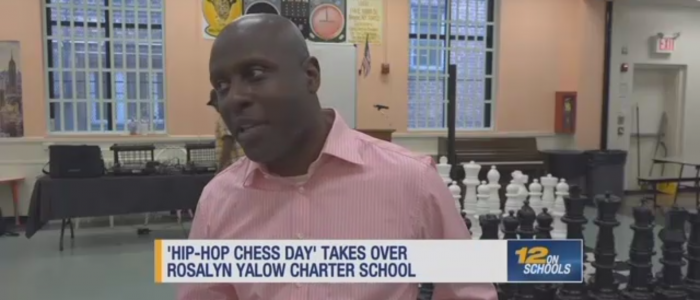 EXIT
'HIP-HOP CHESS DAY' TAKES OVER
ROSALYN YALOW CHARTER SCHOOL
12 ON
SCHOOLS